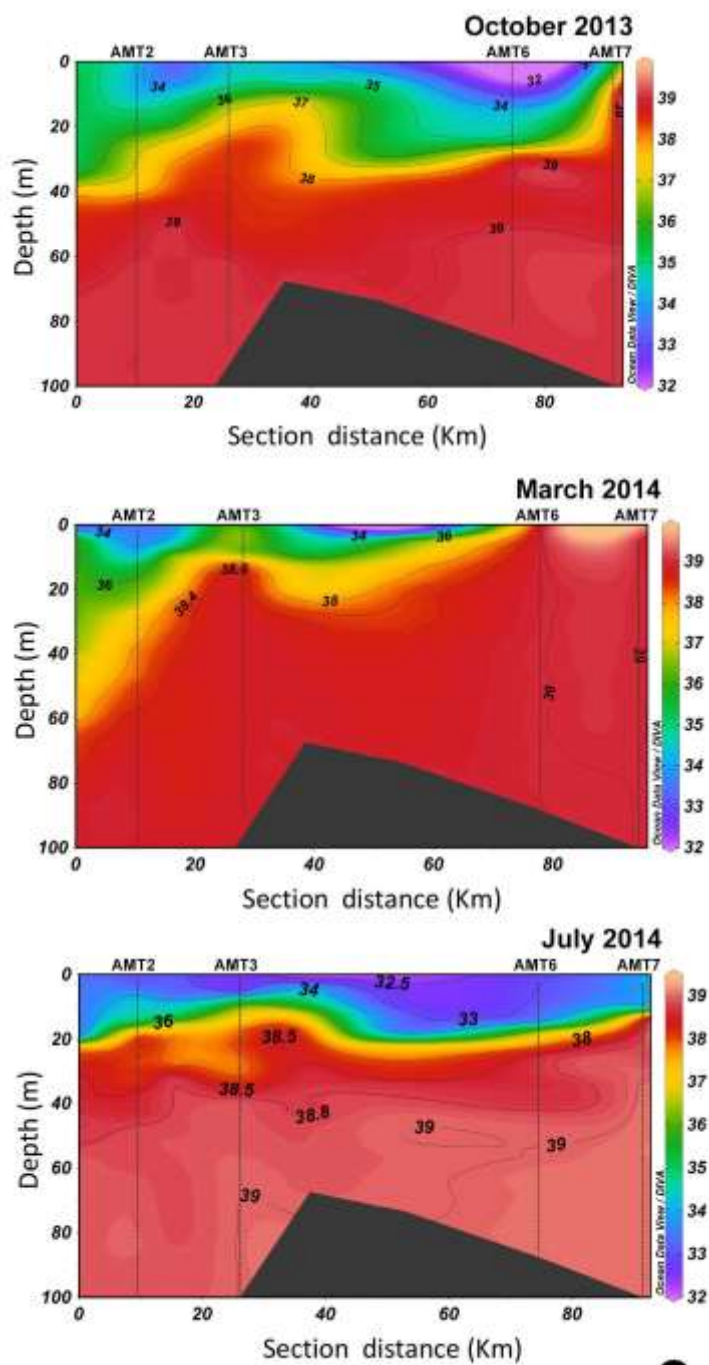 October 2013
AMT2 AMT3 AMT6 AMT7
0 20 40 60 80 100
Depth (m)
34 36 37 35 32 34
38 39
38 39
39 38 37 36 35 34 33 32
Ocean Data View / DIVA
0 20 40 60 80
Section distance (Km)
March 2014
AMT2 AMT3 AMT6 AMT7
0 20 40 60 80 100
Depth (m)
34 34 36
36 38.4 38
39 39
39 38 37 36 35 34 33 32
Ocean Data View / DIVA
0 20 40 60 80
Section distance (Km)
July 2014
AMT2 AMT3 AMT6 AMT7
0 20 40 60 80 100
Depth (m)
34 32.5
36 33
38.5 38
38.5
38.8
39 39
39
39 38 37 36 35 34 33 32
Ocean Data View / DIVA
0 20 40 60 80
Section distance (Km)